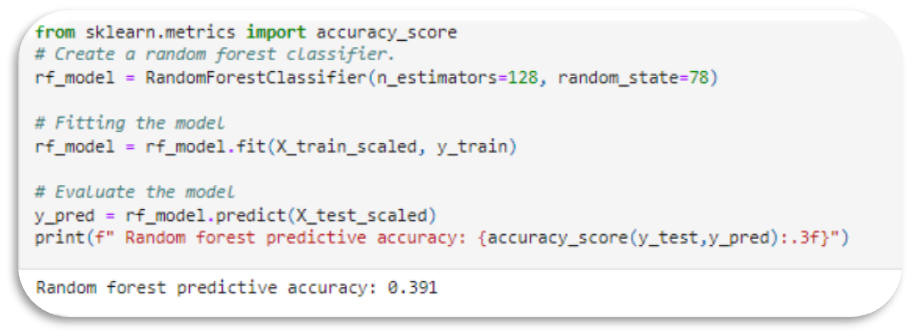 from sklearn.metrics import accuracy_score
# Create a random forest classifier.
rf_model = RandomForestClassifier(n_estimators=128, random_state=78)
# Fitting the model
rf_model = rf_model.fit(X_train_scaled, y_train)
# Evaluate the model
y_pred = rf_model.predict(X_test_scaled)
print(f" Random forest predictive accuracy: {accuracy_score(y_test,y_pred):.3f}")
Random forest predictive accuracy: 0.391